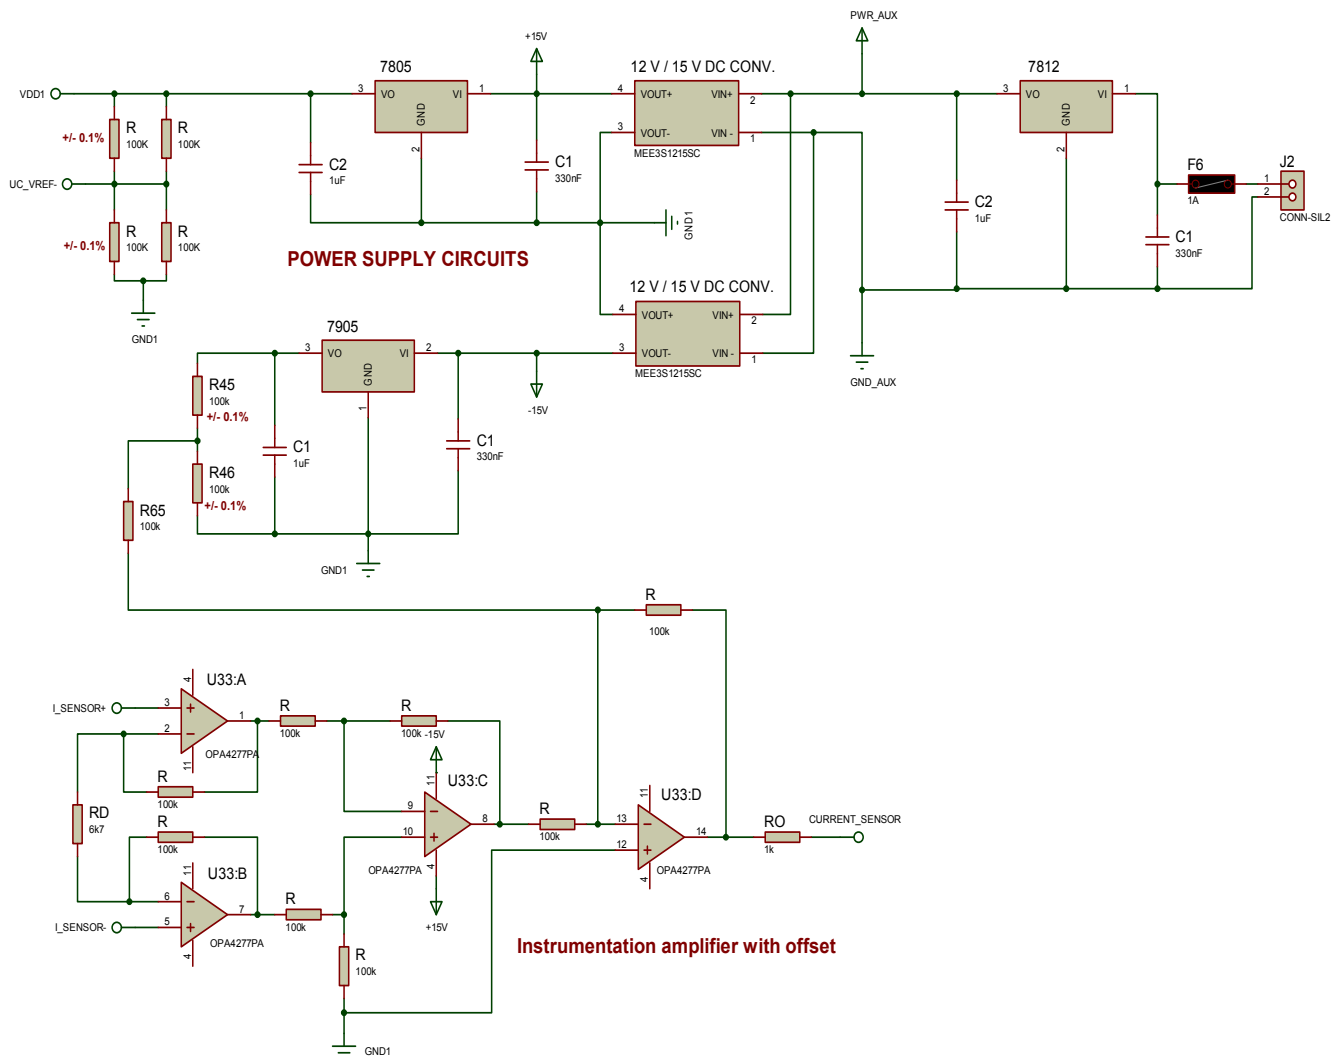 PWR_AUX
+15V
7805
12 V / 15 V DC CONV.
7812
VDD1
3
VO
VI
1
GND
2
4
VOUT+
VIN+
2
3
VOUT-
VIN -
1
MEE3S1215SC
3
VO
VI
1
GND
2
+/- 0.1%
R
100K
R
100K
C2
1uF
C1
330nF
F6
1A
J2
1
2
CONN-SIL2
UC_VREF-
+/- 0.1%
R
100K
R
100K
GND1
C2
1uF
C1
330nF
POWER SUPPLY CIRCUITS
GND1
12 V / 15 V DC CONV.
4
VOUT+
VIN+
2
3
VOUT-
VIN -
1
MEE3S1215SC
7905
3
VO
VI
2
GND
1
GND_AUX
-15V
R45
100k
+/- 0.1%
C1
1uF
C1
330nF
R46
100k
+/- 0.1%
R65
100k
GND1
R
100k
U33:A
4
I_SENSOR+
3
2
1
11
OPA4277PA
R
100k
R
100k
-15V
R
100k
RD
6k7
R
100k
U33:C
11
9
10
8
4
OPA4277PA
+15V
R
100k
U33:D
11
13
12
14
4
OPA4277PA
RO
1k
CURRENT_SENSOR
U33:B
11
6
5
7
4
I_SENSOR-
OPA4277PA
R
100k
R
100k
Instrumentation amplifier with offset
GND1